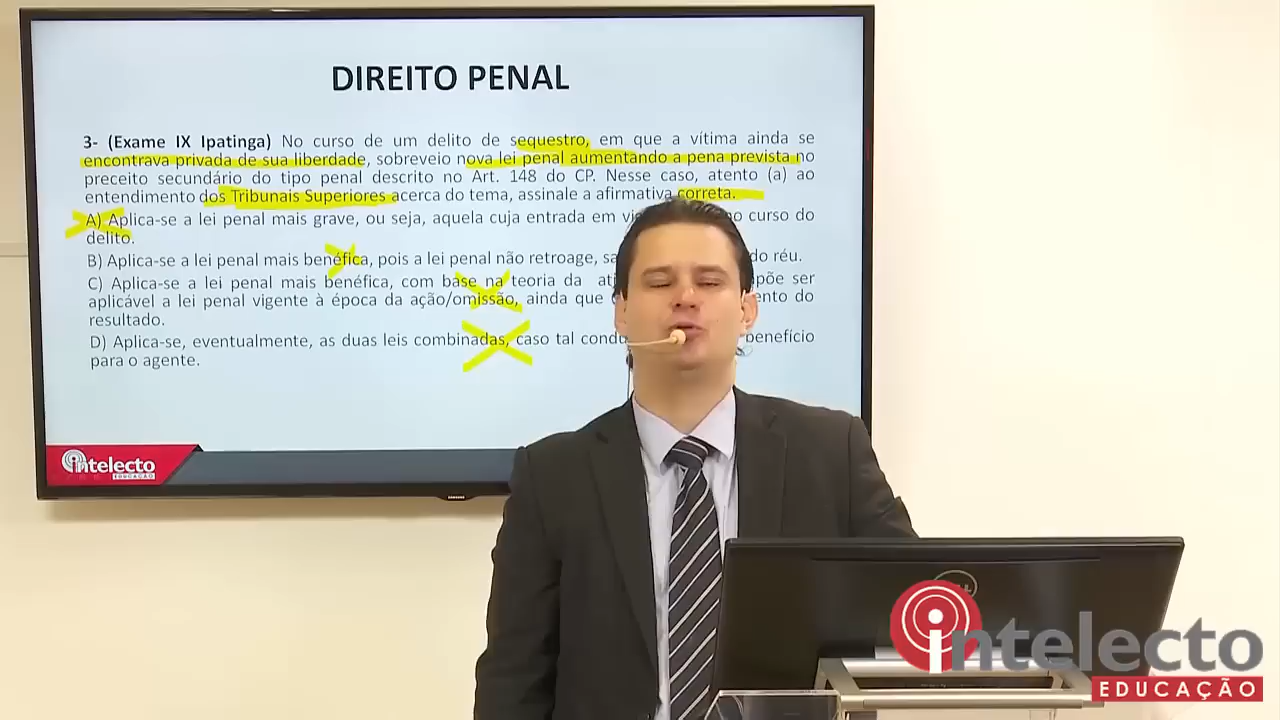 DIREITO PENAL
3- (Exame IX Ipatinga) No curso de um delito de sequestro, em que a vítima ainda se
encontrava privada de sua liberdade, sobreveio nova lei penal aumentando a pena prevista no
preceito secundário do tipo penal descrito no Art. 148 do CP. Nesse caso, atento (a) ao
entendimento dos Tribunais Superiores acerca do tema, assinale a afirmativa correta.
A) Aplica-se a lei penal mais grave, ou seja, aquela cuja entrada em no curso do
delito.
B) Aplica-se a lei penal mais benéfica, pois a lei penal não retroage, do réu.
C) Aplica-se a lei penal mais benéfica, com base na teoria da ser
aplicável a lei penal vigente à época da ação/omissão, ainda que do
resultado.
D) Aplica-se, eventualmente, as duas leis combinadas, caso tal benefício
para o agente.
intelecto
EDUCAÇÃO
intelecto
EDUCAÇÃO